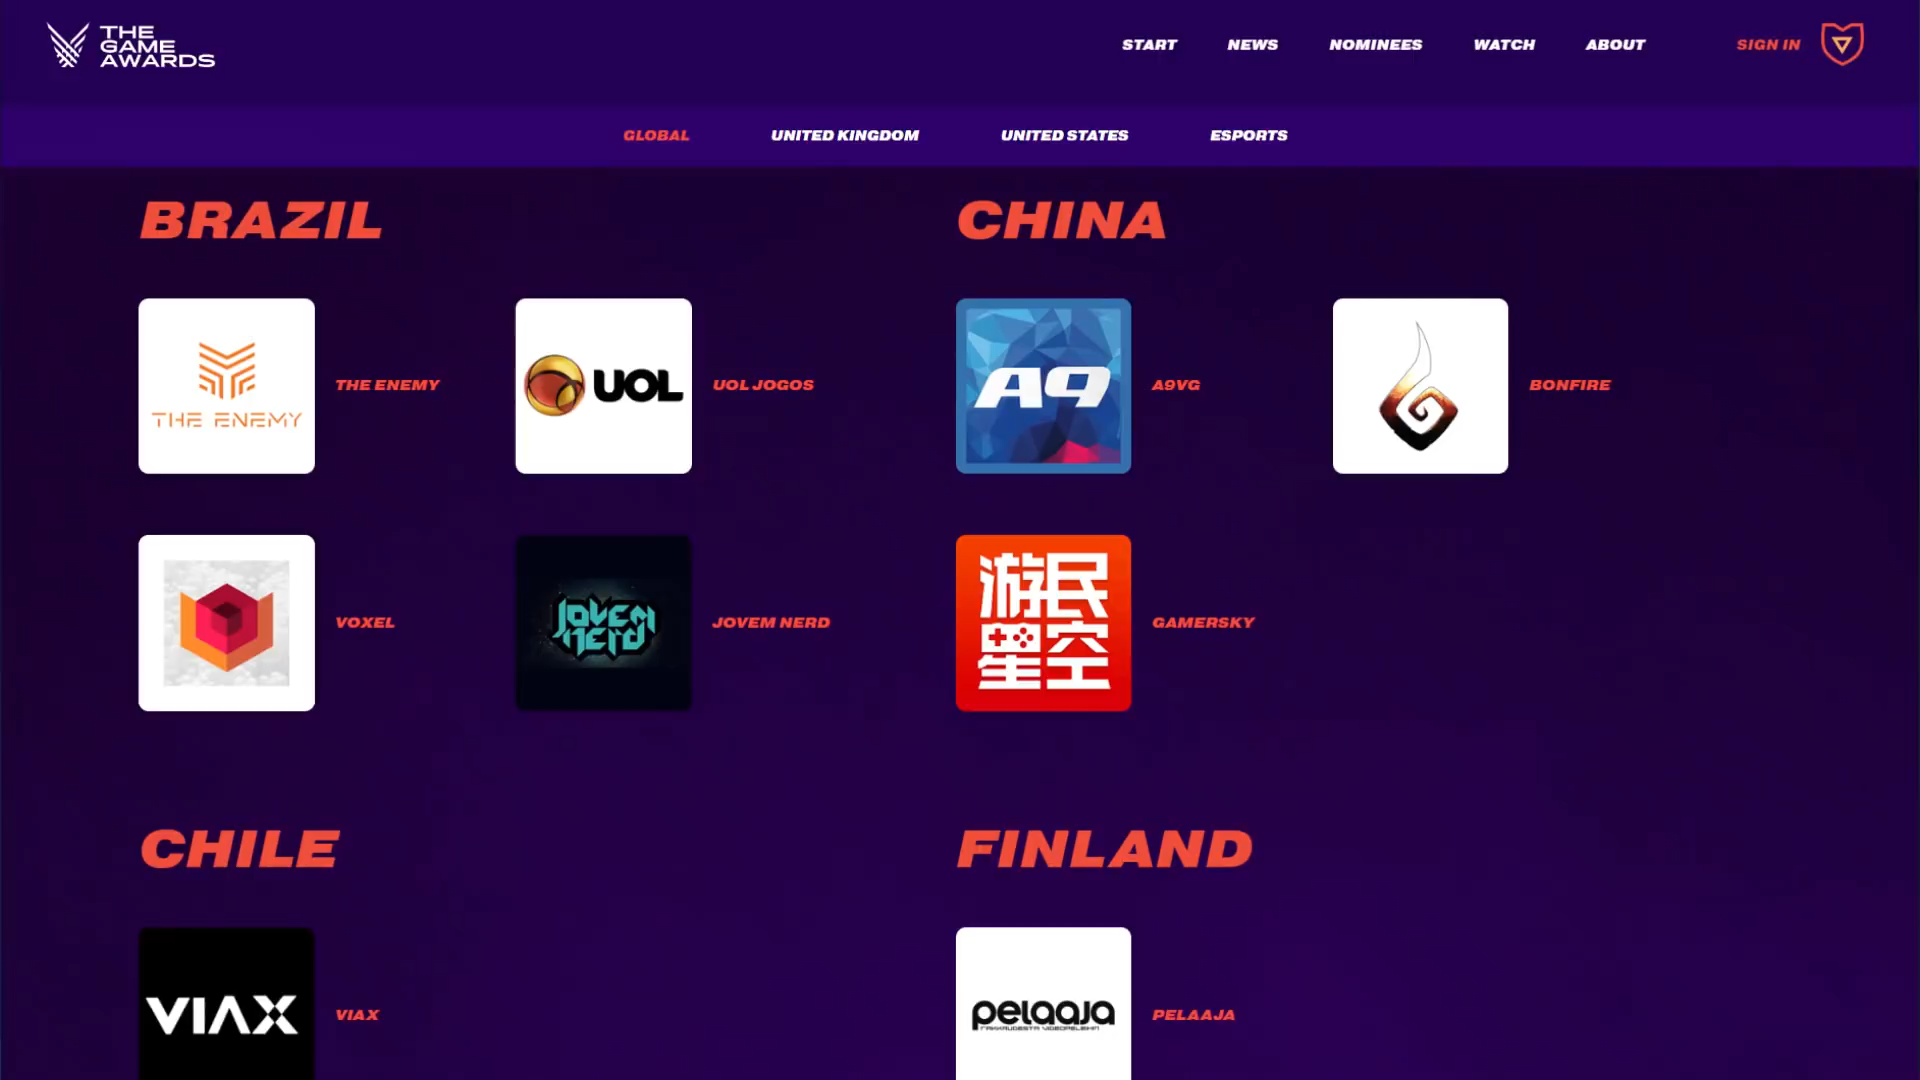 THE
GAME
AWARDS
START
NEWS
NOMINEES
WATCH
ABOUT
SIGN IN
GLOBAL
UNITED KINGDOM
UNITED STATES
ESPORTS
BRAZIL
THE ENEMY
THE ENEMY
UOL
UOL JOGOS
VOXEL
JOVEM
NERD
JOVEM NERD
CHINA
A9
A9VG
BONFIRE
游民
星空
GAMERSKY
CHILE
VIAX
VIAX
FINLAND
pelaaja
PELAAJA